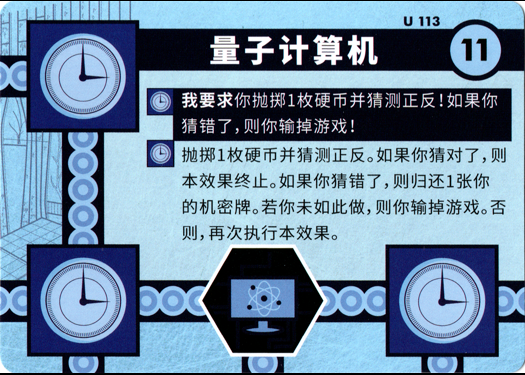 U 113
量子计算机
11
我要求你抛掷1枚硬币并猜测正反!如果你
猜错了,则你输掉游戏!
抛掷1枚硬币并猜测正反。如果你猜对了,则
本效果终止。如果你猜错了,则归还1张你
的机密牌。若你未如此做,则你输掉游戏。否
则,再次执行本效果。